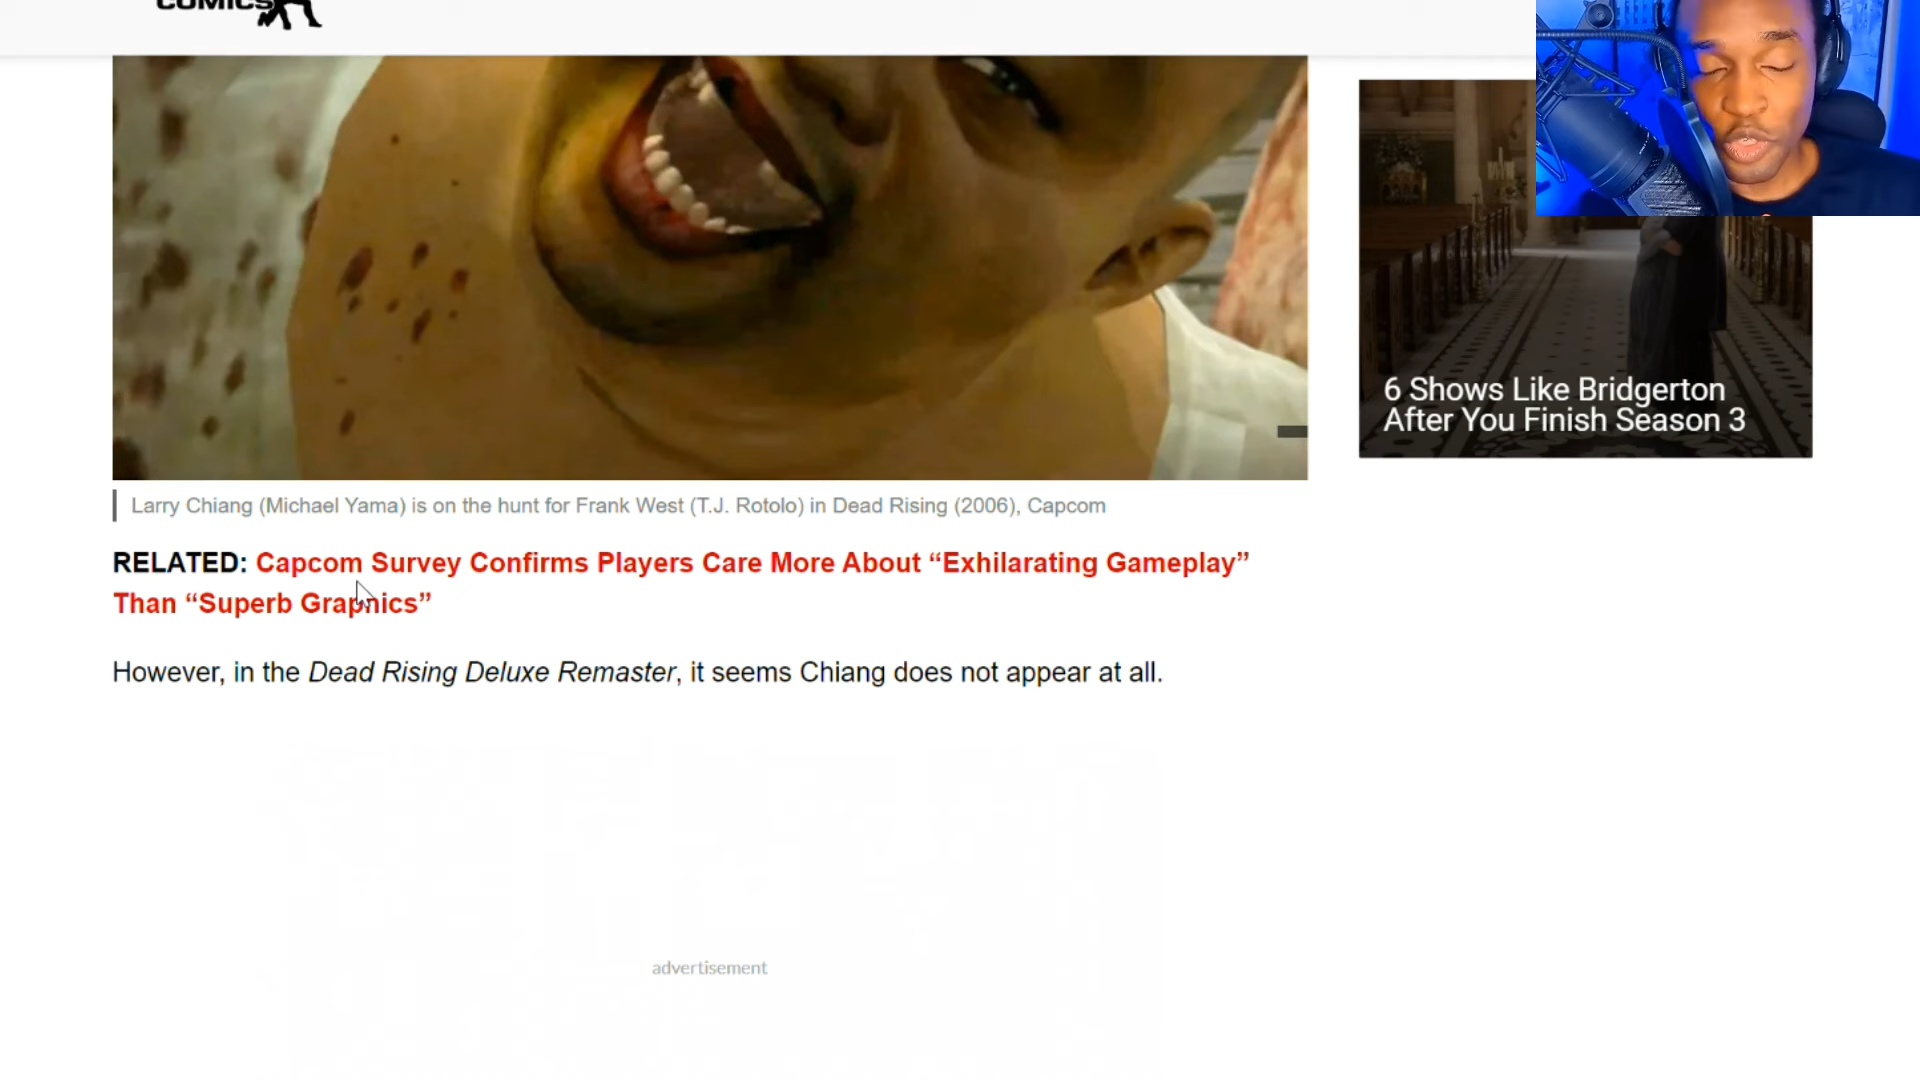 COMICS
6 Shows Like Bridgerton
After You Finish Season 3
Larry Chiang (Michael Yama) is on the hunt for Frank West (T.J. Rotolo) in Dead Rising (2006), Capcom
RELATED: Capcom Survey Confirms Players Care More About “Exhilarating Gameplay”
Than “Superb Graphics”
However, in the Dead Rising Deluxe Remaster, it seems Chiang does not appear at all.
advertisement